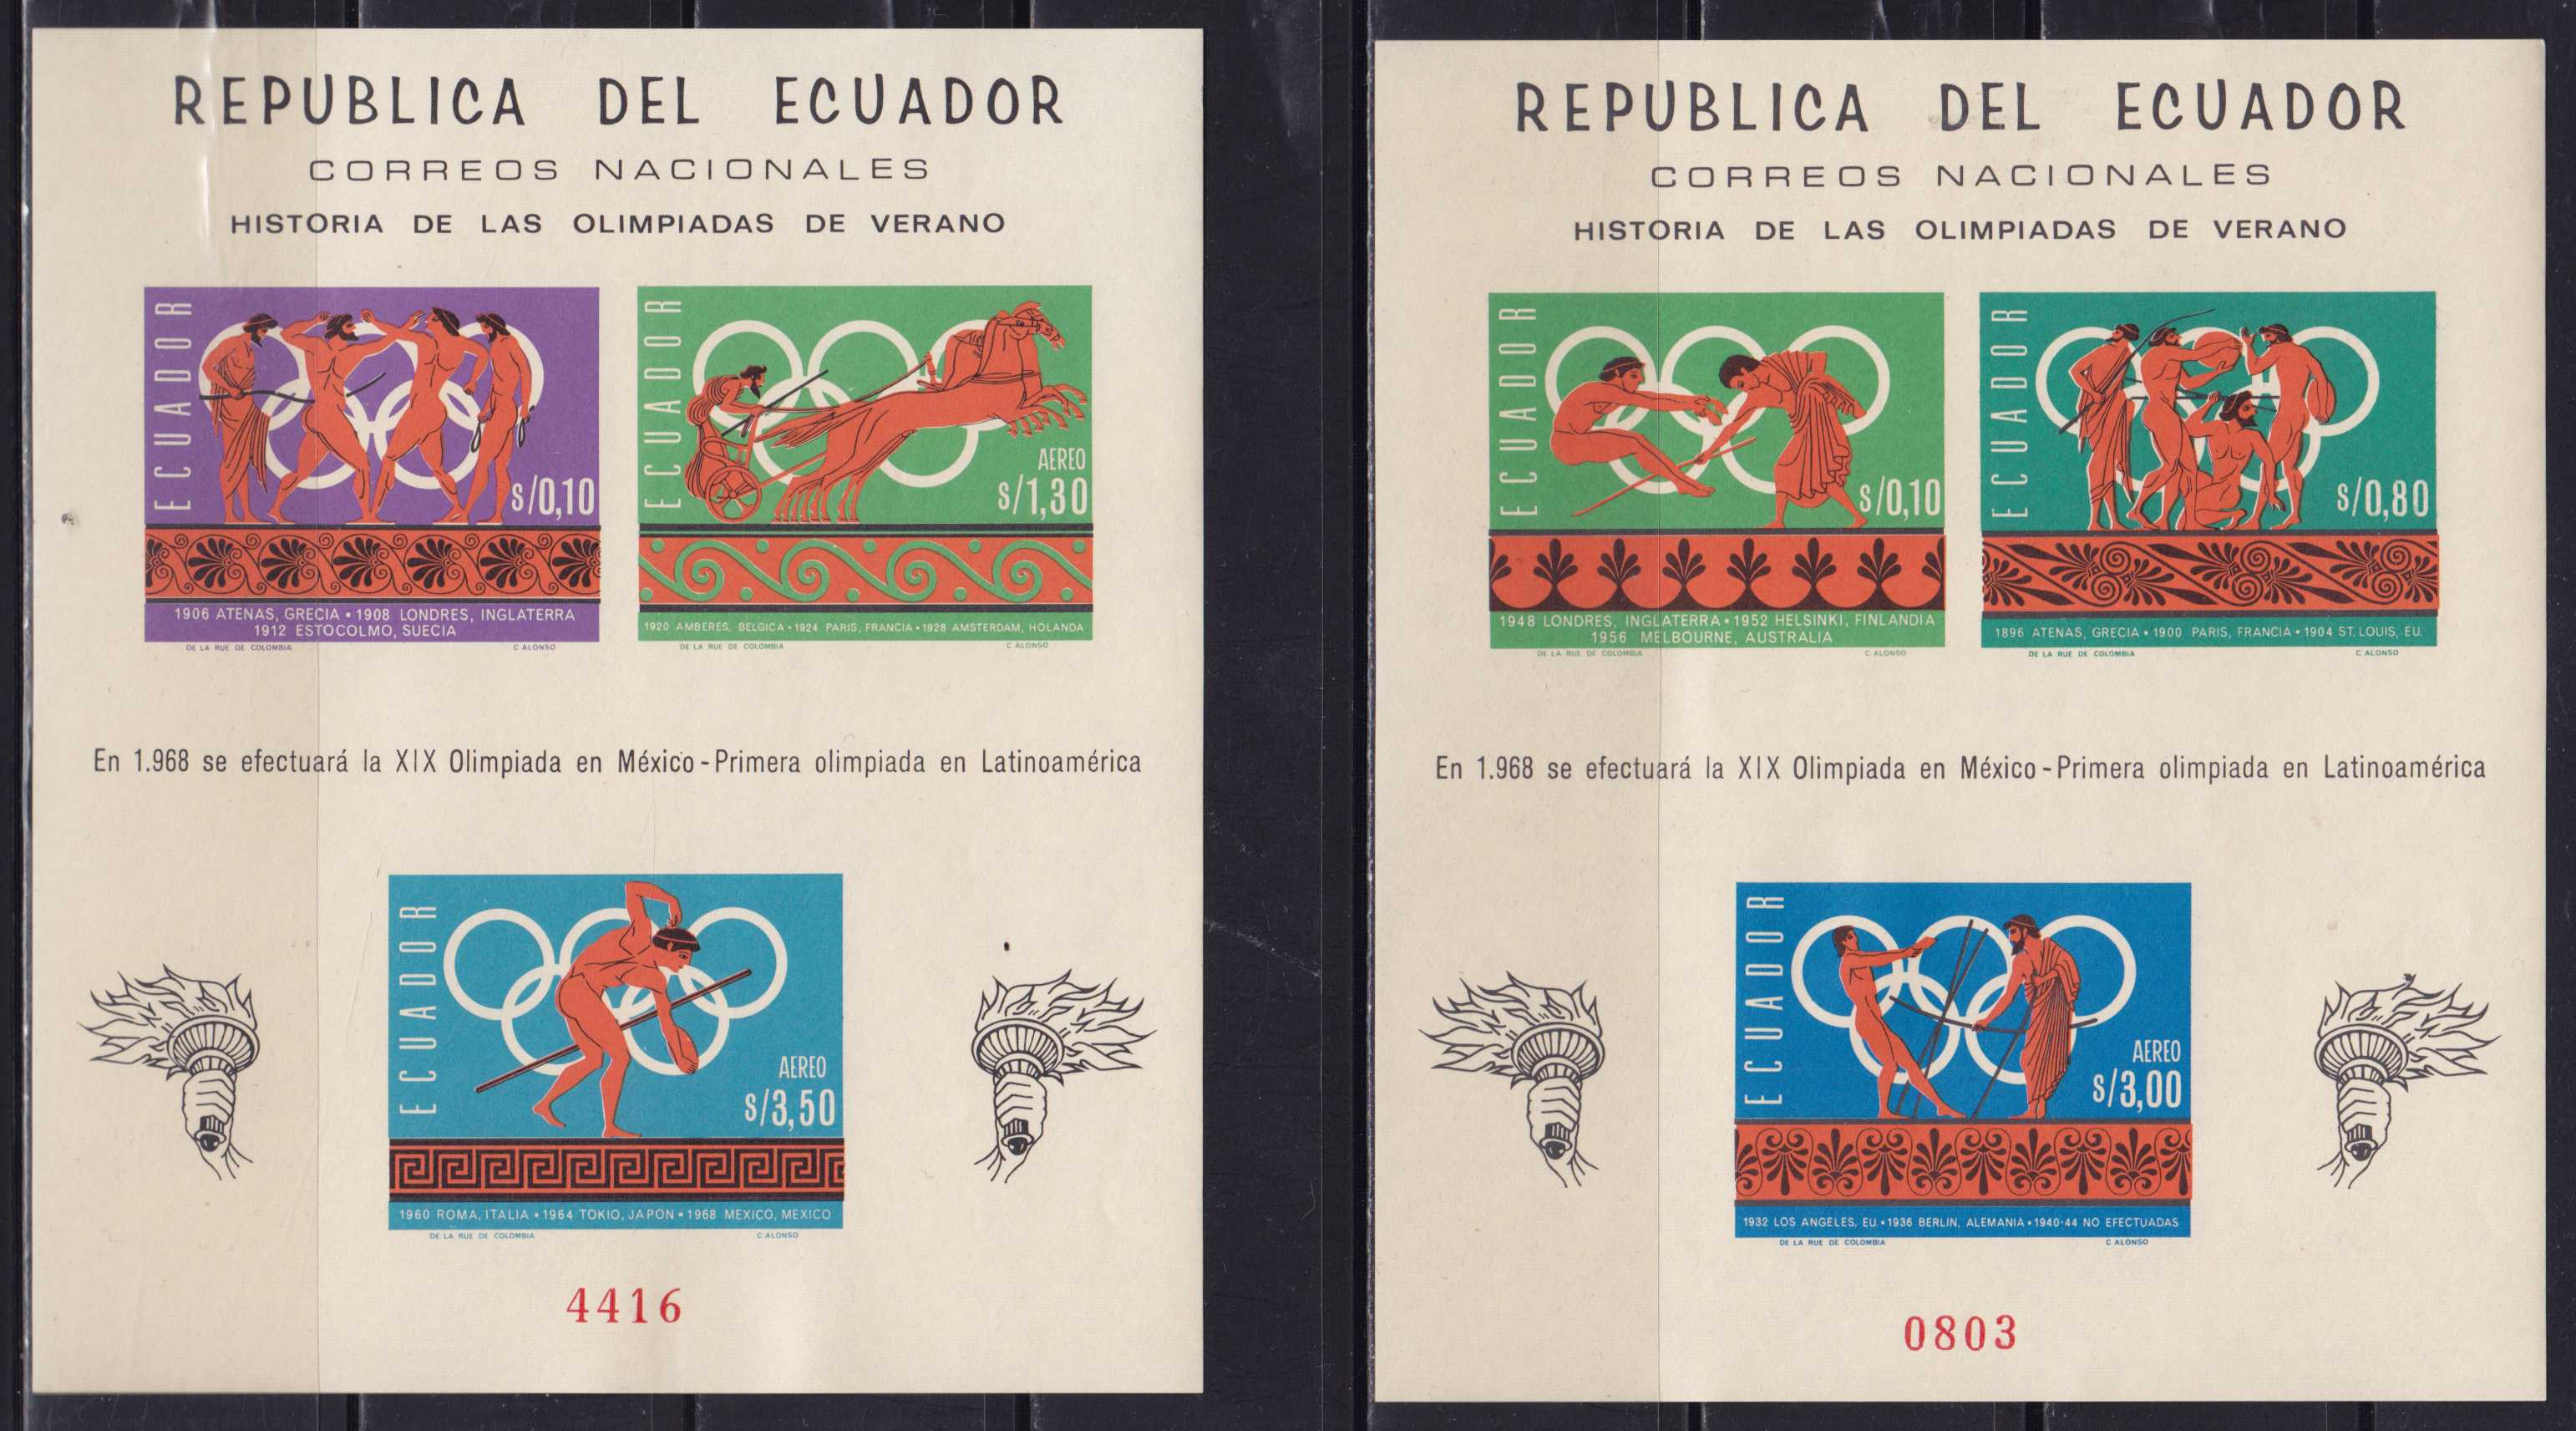 REPUBLICA DEL ECUADOR
CORREOS NACIONALES
HISTORIA DE LAS OLIMPIADAS DE VERANO
ECUADOR
s/0,10
1906 ATENAS, GRECIA • 1908 LONDRES, INGLATERRA
1912 ESTOCOLMO, SUECIA
DE LA RUE DE COLOMBIA C ALONSO
ECUADOR
AEREO
s/1,30
1920 AMBERES, BELGICA • 1924 PARIS, FRANCIA • 1928 AMSTERDAM, HOLANDA
DE LA RUE DE COLOMBIA C ALONSO
En 1.968 se efectuará la XIX Olimpiada en México - Primera olimpiada en Latinoamérica
ECUADOR
AEREO
s/3,50
1960 ROMA, ITALIA • 1964 TOKIO, JAPON • 1968 MEXICO, MEXICO
DE LA RUE DE COLOMBIA C ALONSO
4416
REPUBLICA DEL ECUADOR
CORREOS NACIONALES
HISTORIA DE LAS OLIMPIADAS DE VERANO
ECUADOR
s/0,10
1948 LONDRES, INGLATERRA • 1952 HELSINKI, FINLANDIA
1956 MELBOURNE, AUSTRALIA
DE LA RUE DE COLOMBIA C ALONSO
ECUADOR
s/0,80
1896 ATENAS, GRECIA • 1900 PARIS, FRANCIA • 1904 ST. LOUIS, EU.
DE LA RUE DE COLOMBIA C ALONSO
En 1.968 se efectuará la XIX Olimpiada en México - Primera olimpiada en Latinoamérica
ECUADOR
AEREO
s/3,00
1932 LOS ANGELES, EU. • 1936 BERLIN, ALEMANIA • 1940-44 NO EFECTUADAS
DE LA RUE DE COLOMBIA C ALONSO
0803